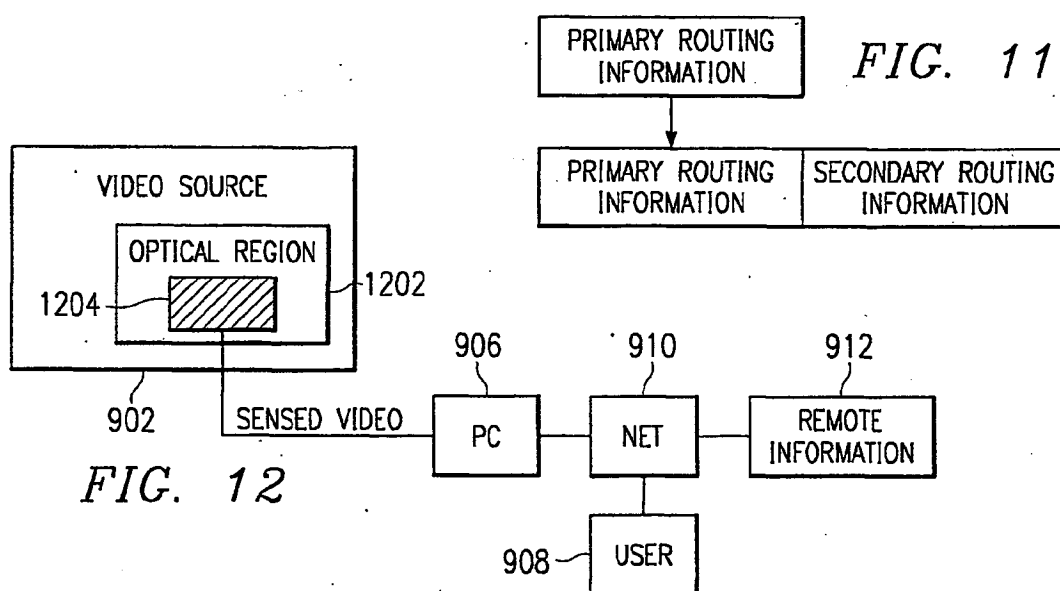 PRIMARY ROUTING
INFORMATION
FIG. 11
PRIMARY ROUTING
INFORMATION
SECONDARY ROUTING
INFORMATION
VIDEO SOURCE
OPTICAL REGION
1204
1202
902
SENSED VIDEO
906
PC
910
NET
912
REMOTE
INFORMATION
908
USER
FIG. 12